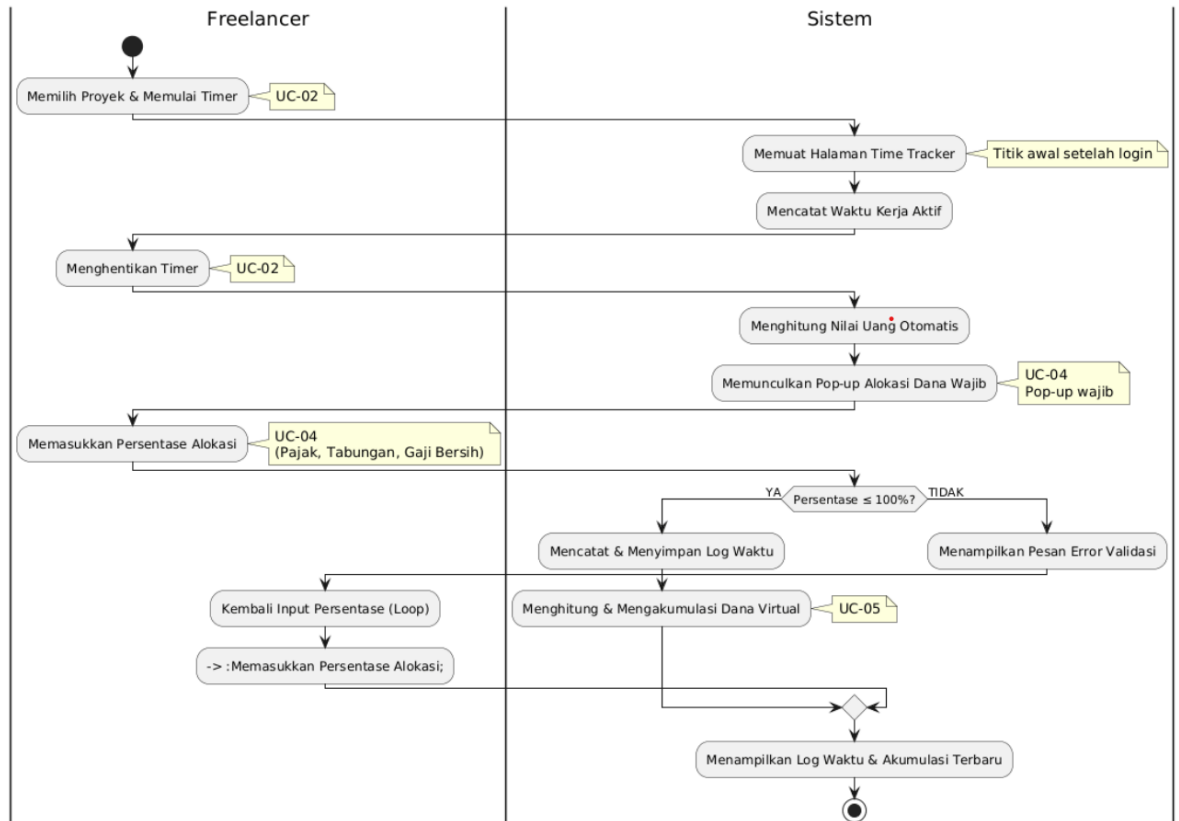 Freelancer
Sistem
Memilih Proyek & Memulai Timer
UC-02
Memuat Halaman Time Tracker
Titik awal setelah login
Mencatat Waktu Kerja Aktif
Menghentikan Timer
UC-02
Menghitung Nilai Uang Otomatis
Memunculkan Pop-up Alokasi Dana Wajib
UC-04
Pop-up wajib
Memasukkan Persentase Alokasi
UC-04
(Pajak, Tabungan, Gaji Bersih)
YA
Persentase ≤ 100%?
TIDAK
Mencatat & Menyimpan Log Waktu
Menampilkan Pesan Error Validasi
Kembali Input Persentase (Loop)
Menghitung & Mengakumulasi Dana Virtual
UC-05
-> :Memasukkan Persentase Alokasi;
Menampilkan Log Waktu & Akumulasi Terbaru